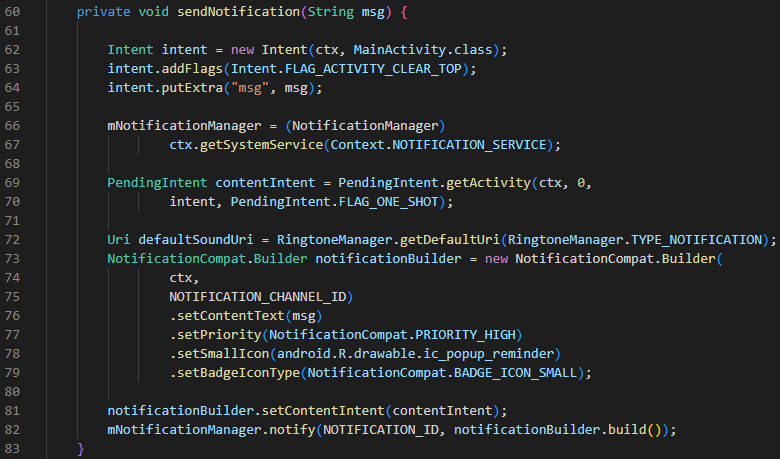 60 private void sendNotification(String msg) {
61
62 Intent intent = new Intent(ctx, MainActivity.class);
63 intent.addFlags(Intent.FLAG_ACTIVITY_CLEAR_TOP);
64 intent.putExtra("msg", msg);
65
66 mNotificationManager = (NotificationManager)
67 ctx.getSystemService(Context.NOTIFICATION_SERVICE);
68
69 PendingIntent contentIntent = PendingIntent.getActivity(ctx, 0,
70 intent, PendingIntent.FLAG_ONE_SHOT);
71
72 Uri defaultSoundUri = RingtoneManager.getDefaultUri(RingtoneManager.TYPE_NOTIFICATION);
73 NotificationCompat.Builder notificationBuilder = new NotificationCompat.Builder(
74 ctx,
75 NOTIFICATION_CHANNEL_ID)
76 .setContentText(msg)
77 .setPriority(NotificationCompat.PRIORITY_HIGH)
78 .setSmallIcon(android.R.drawable.ic_popup_reminder)
79 .setBadgeIconType(NotificationCompat.BADGE_ICON_SMALL);
80
81 notificationBuilder.setContentIntent(contentIntent);
82 mNotificationManager.notify(NOTIFICATION_ID, notificationBuilder.build());
83 }